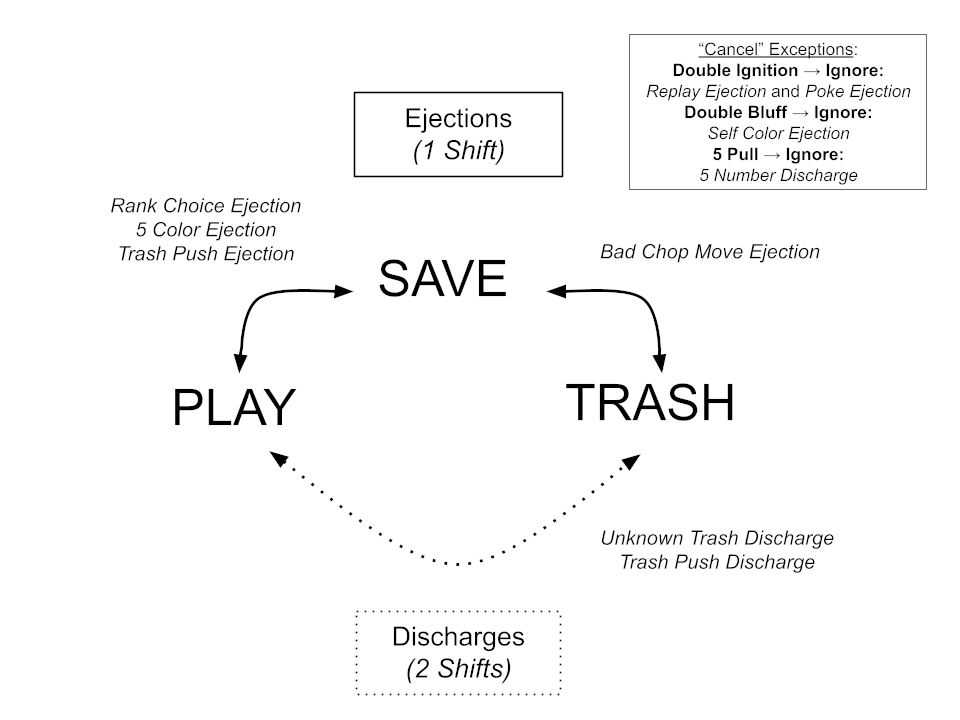 “Cancel” Exceptions:
Double Ignition → Ignore:
Replay Ejection and Poke Ejection
Double Bluff → Ignore:
Self Color Ejection
5 Pull → Ignore:
5 Number Discharge
Ejections
(1 Shift)
Rank Choice Ejection
5 Color Ejection
Trash Push Ejection
Bad Chop Move Ejection
SAVE
PLAY
TRASH
Unknown Trash Discharge
Trash Push Discharge
Discharges
(2 Shifts)